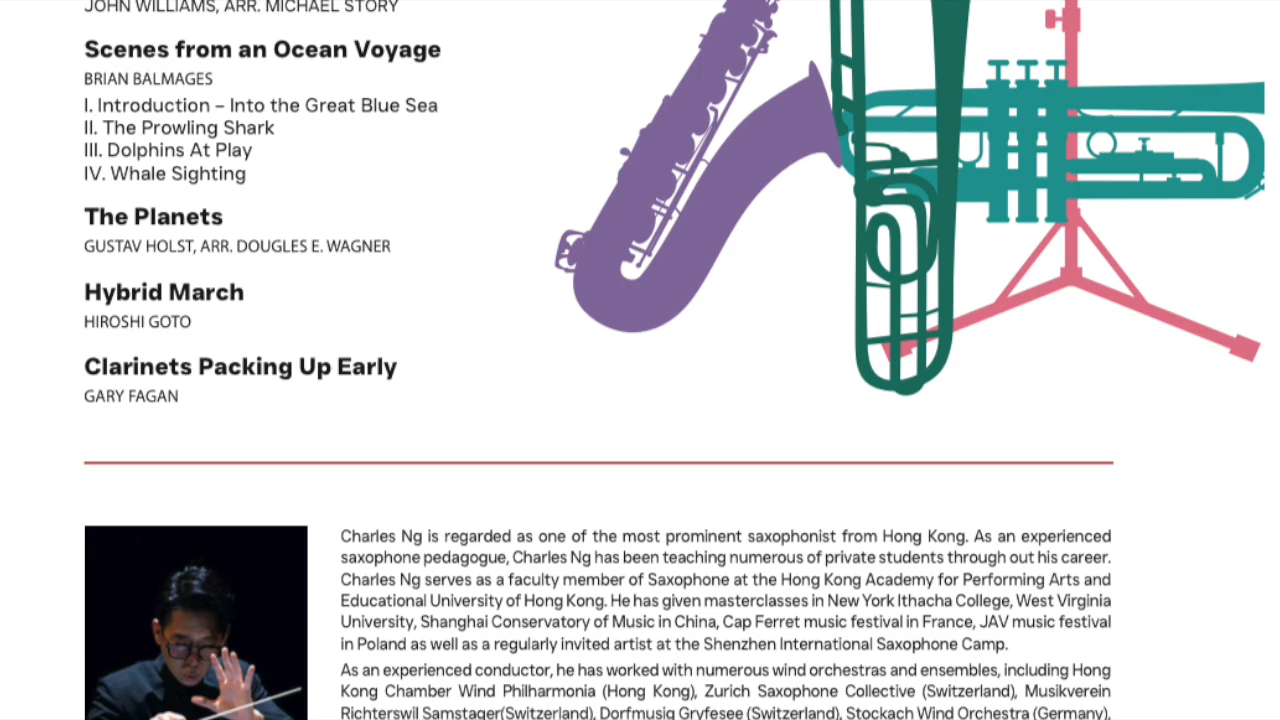 JOHN WILLIAMS, ARR. MICHAEL STORY
Scenes from an Ocean Voyage
BRIAN BALMAGES
I. Introduction – Into the Great Blue Sea
II. The Prowling Shark
III. Dolphins At Play
IV. Whale Sighting
The Planets
GUSTAV HOLST, ARR. DOUGLES E. WAGNER
Hybrid March
HIROSHI GOTO
Clarinets Packing Up Early
GARY FAGAN
Charles Ng is regarded as one of the most prominent saxophonist from Hong Kong. As an experienced
saxophone pedagogue, Charles Ng has been teaching numerous of private students through out his career.
Charles Ng serves as a faculty member of Saxophone at the Hong Kong Academy for Performing Arts and
Educational University of Hong Kong. He has given masterclasses in New York Ithacha College, West Virginia
University, Shanghai Conservatory of Music in China, Cap Ferret music festival in France, JAV music festival
in Poland as well as a regularly invited artist at the Shenzhen International Saxophone Camp.
As an experienced conductor, he has worked with numerous wind orchestras and ensembles, including Hong
Kong Chamber Wind Philharmonia (Hong Kong), Zurich Saxophone Collective (Switzerland), Musikverein
Richterswil Samstager(Switzerland), Dorfmusig Gryfesee (Switzerland), Stockach Wind Orchestra (Germany),